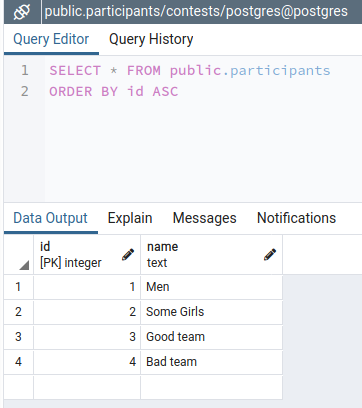 public.participants/contests/postgres@postgres
Query Editor Query History
1 SELECT * FROM public.participants
2 ORDER BY id ASC
Data Output Explain Messages Notifications
id name
[PK] integer text
1 1 Men
2 2 Some Girls
3 3 Good team
4 4 Bad team